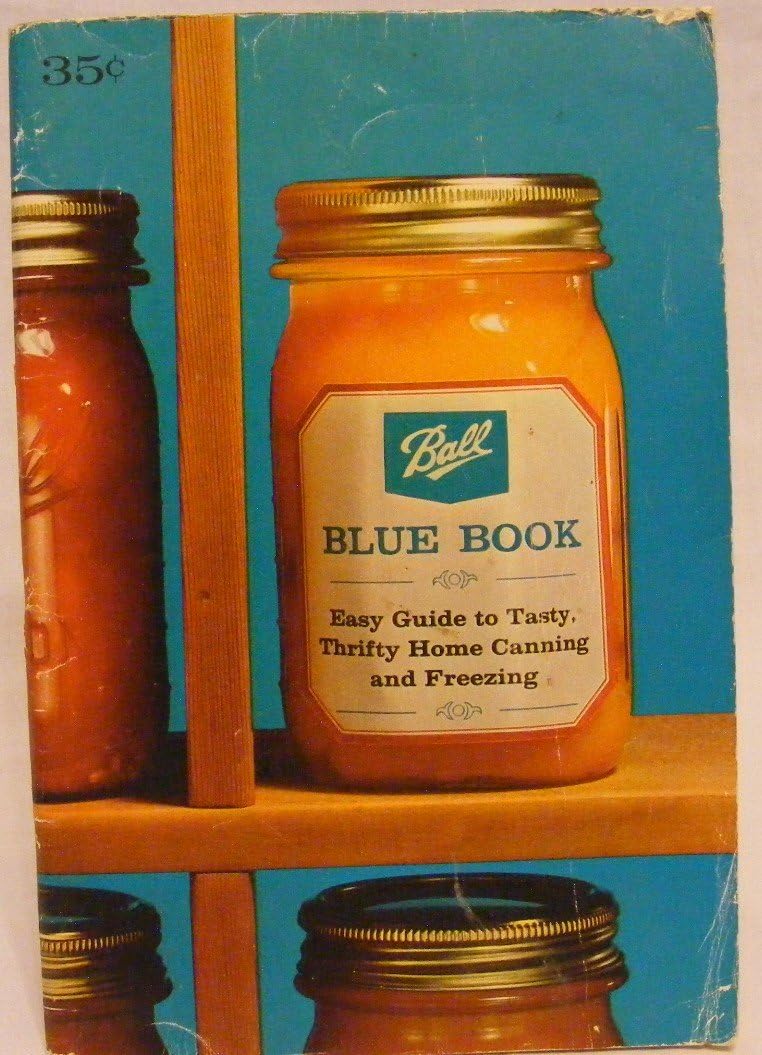 35¢
Ball
BLUE BOOK
Easy Guide to Tasty,
Thrifty Home Canning
and Freezing